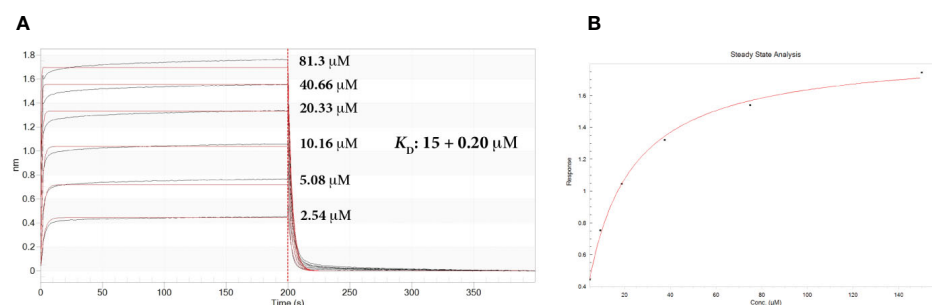 A
B
1.8
1.6
1.4
1.2
1.0
0.8
0.6
0.4
0.2
0
nm
0
50
100
150
200
250
300
350
Time (s)
81.3 µM
40.66 µM
20.33 µM
10.16 µM
5.08 µM
2.54 µM
K_D: 15 + 0.20 µM
Steady State Analysis
1.6
1.4
1.2
1
0.8
0.6
0.4
Response
20
40
60
80
100
120
140
Conc. (µM)